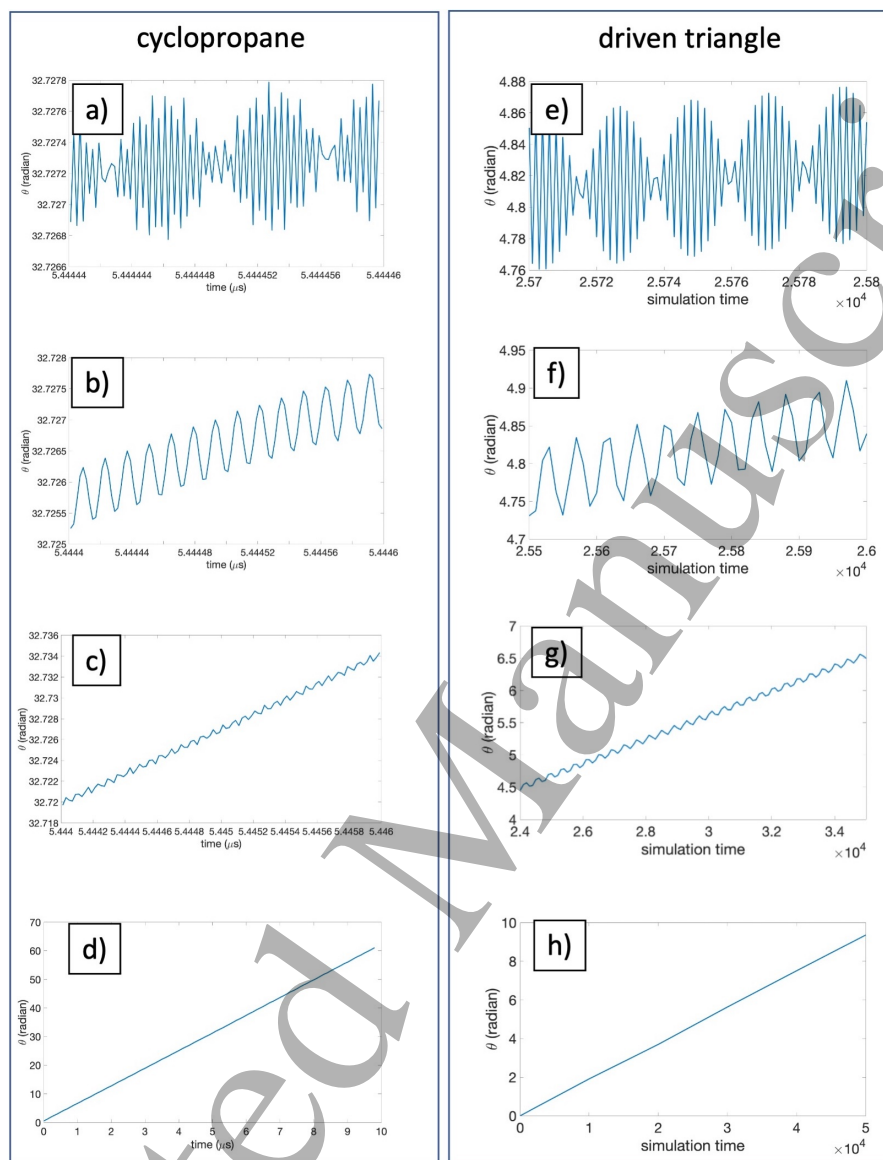 cyclopropane
a)
32.7278
32.7276
32.7274
32.7272
32.727
32.7268
32.7266
θ (radian)
5.44444 5.444444 5.444448 5.444452 5.444456 5.44446
time (μs)
b)
32.728
32.7275
32.727
32.7265
32.726
32.7255
32.725
θ (radian)
5.4444 5.44444 5.44448 5.44452 5.44456 5.4446
time (μs)
c)
32.736
32.734
32.732
32.73
32.728
32.726
32.724
32.722
32.72
32.718
θ (radian)
5.444 5.4442 5.4444 5.4446 5.4448 5.445 5.4452 5.4454 5.4456 5.4458 5.446
time (μs)
d)
70
60
50
40
30
20
10
0
θ (radian)
0 1 2 3 4 5 6 7 8 9 10
time (μs)
driven triangle
e)
4.88
4.86
4.84
4.82
4.8
4.78
4.76
θ (radian)
2.57 2.572 2.574 2.576 2.578 2.58
simulation time
×10⁴
f)
4.95
4.9
4.85
4.8
4.75
4.7
θ (radian)
2.55 2.56 2.57 2.58 2.59 2.6
simulation time
×10⁴
g)
7
6.5
6
5.5
5
4.5
4
θ (radian)
2.4 2.6 2.8 3 3.2 3.4
simulation time
×10⁴
h)
10
8
6
4
2
0
θ (radian)
0 1 2 3 4 5
simulation time
×10⁴
ted Manuscri